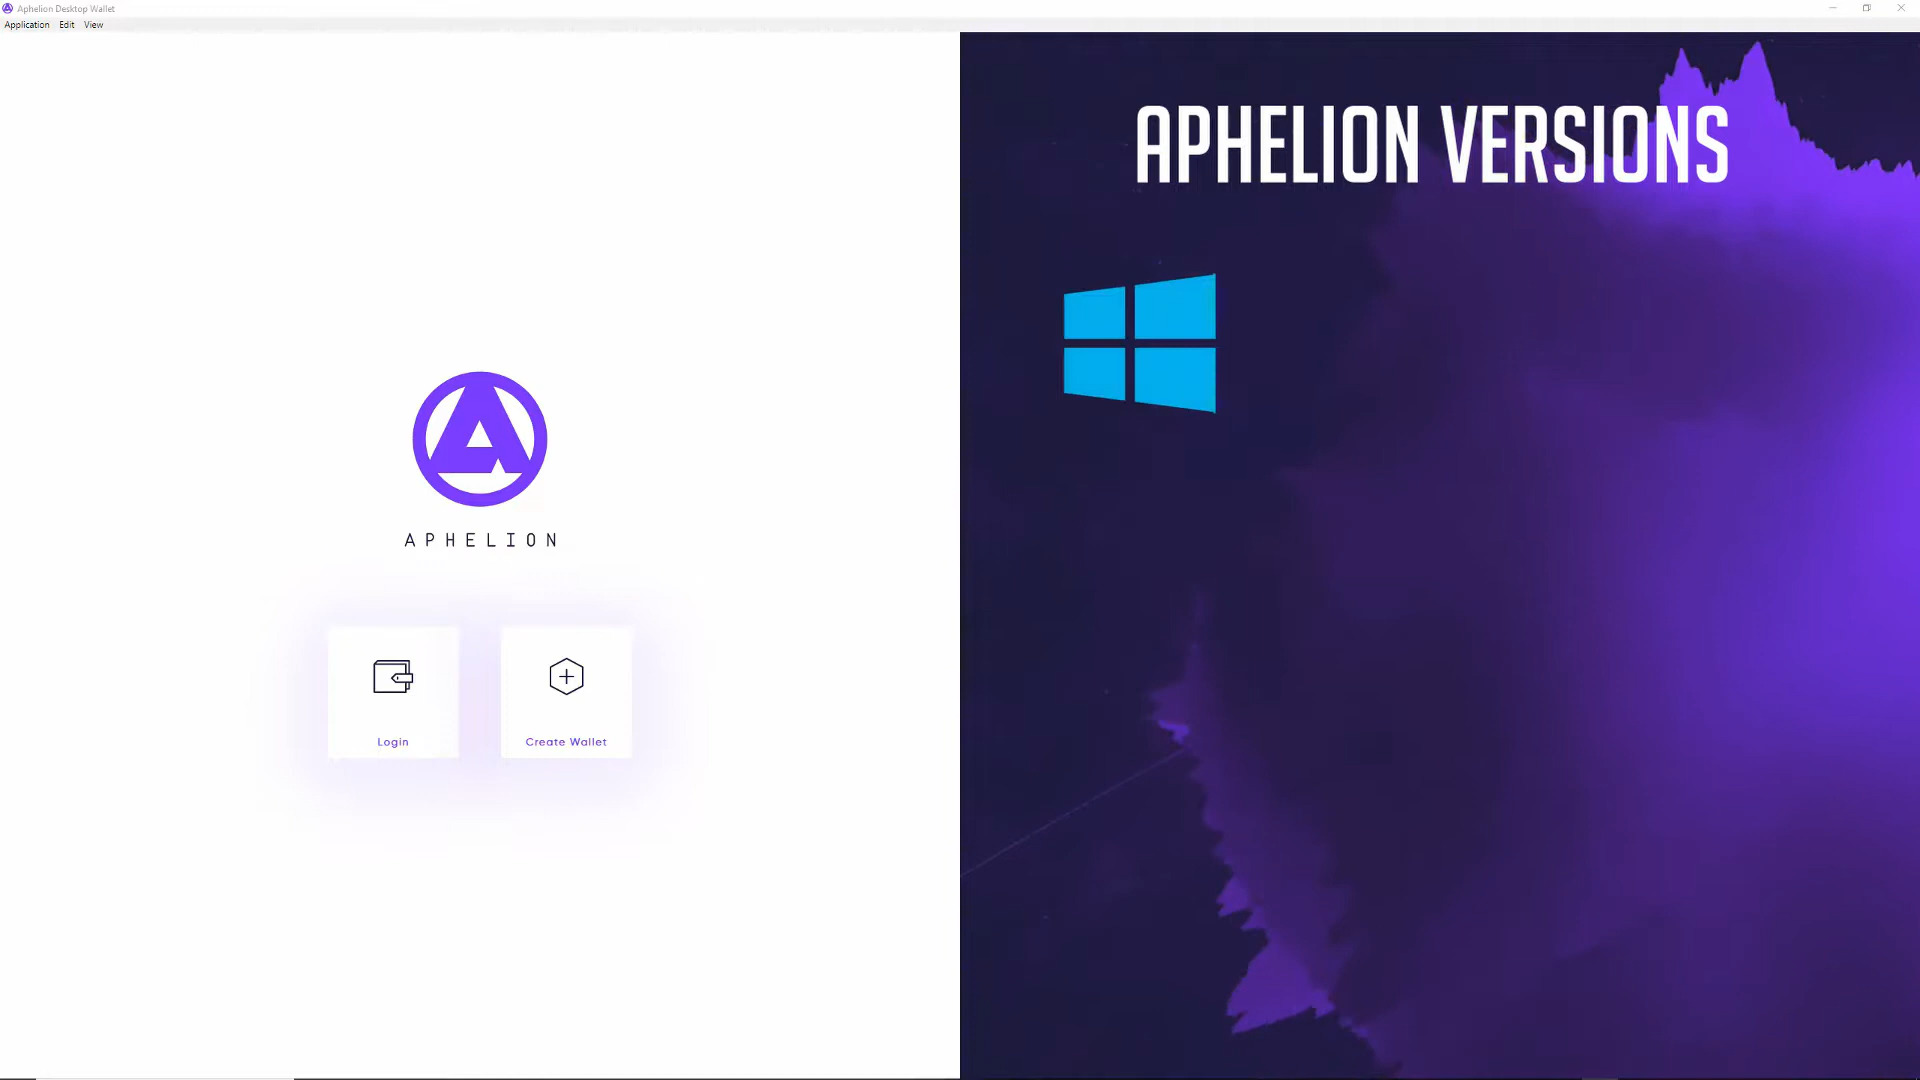 Aphelion Desktop Wallet
Application Edit View
APHELION VERSIONS
APHELION
Login
Create Wallet